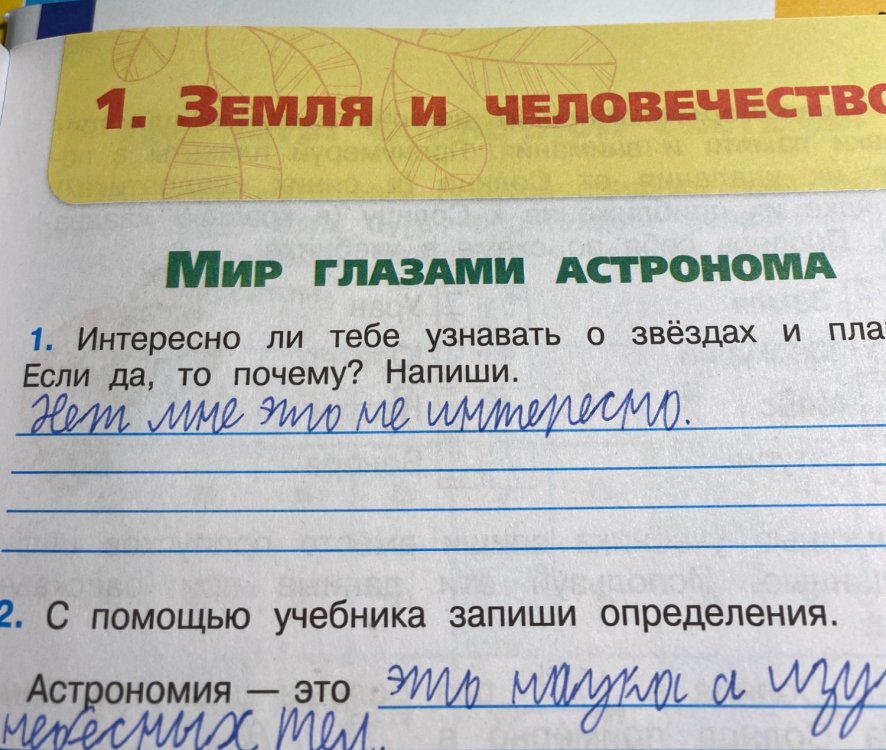 1. Земля и человечество
Мир глазами астронома
1. Интересно ли тебе узнавать о звёздах и пла
Если да, то почему? Напиши.
Нет мне это не интересно.
2. С помощью учебника запиши определения.
Астрономия — это это наука а изу
небесных тел.